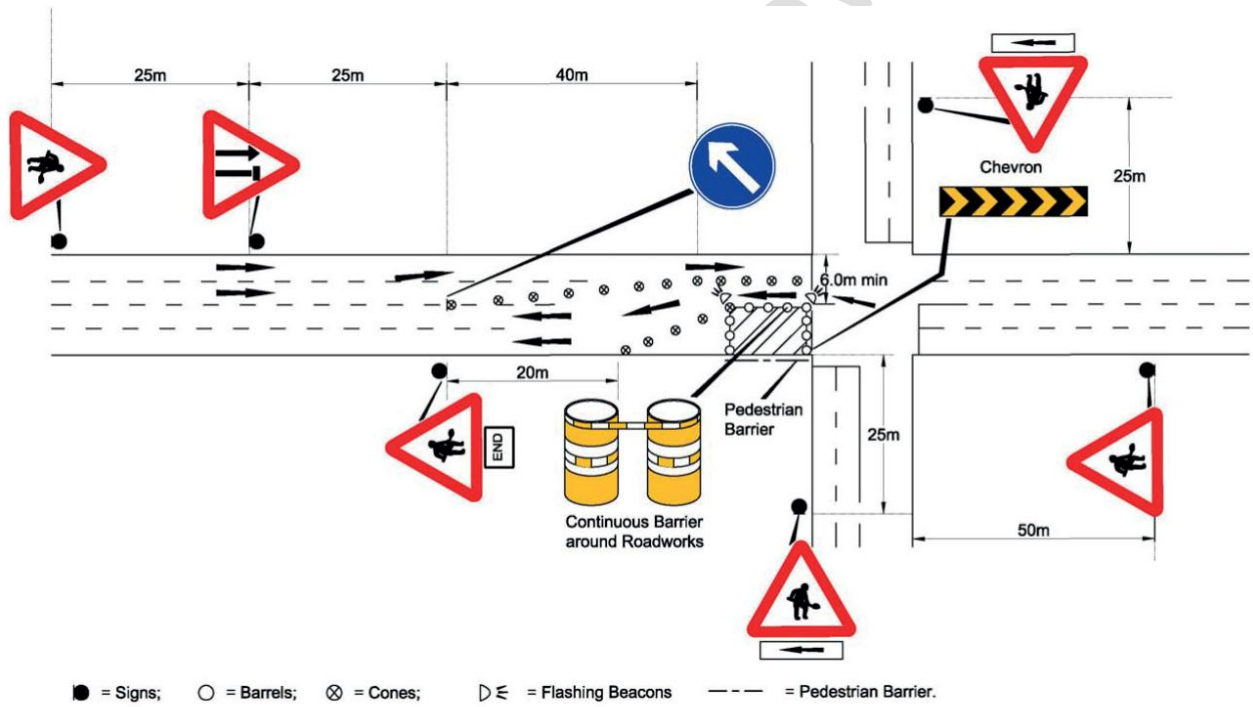 25m
25m
40m
Chevron
25m
6.0m min
20m
Pedestrian
Barrier
25m
END
Continuous Barrier
around Roadworks
50m
= Signs;
= Barrels;
= Cones;
= Flashing Beacons
= Pedestrian Barrier.